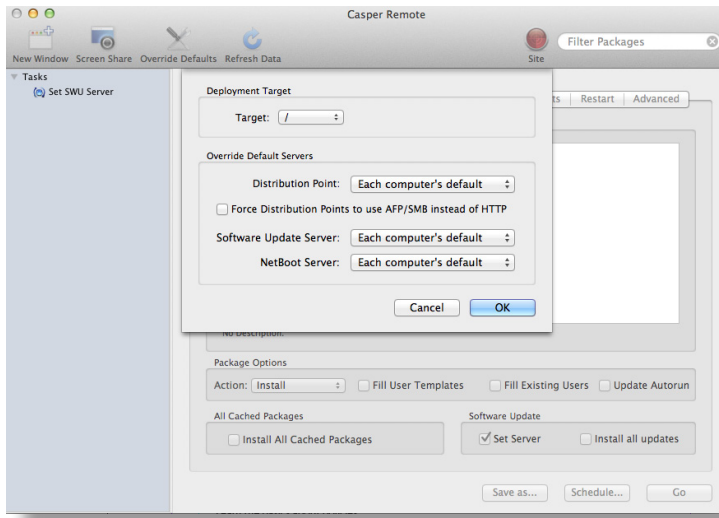 Casper Remote
New Window Screen Share Override Defaults Refresh Data Site Filter Packages
Tasks
Set SWU Server
Deployment Target
Target: /
ts Restart Advanced
Override Default Servers
Distribution Point: Each computer's default
Force Distribution Points to use AFP/SMB instead of HTTP
Software Update Server: Each computer's default
NetBoot Server: Each computer's default
Cancel OK
No Description.
Package Options
Action: Install Fill User Templates Fill Existing Users Update Autorun
All Cached Packages Software Update
Install All Cached Packages Set Server Install all updates
Save as... Schedule... Go